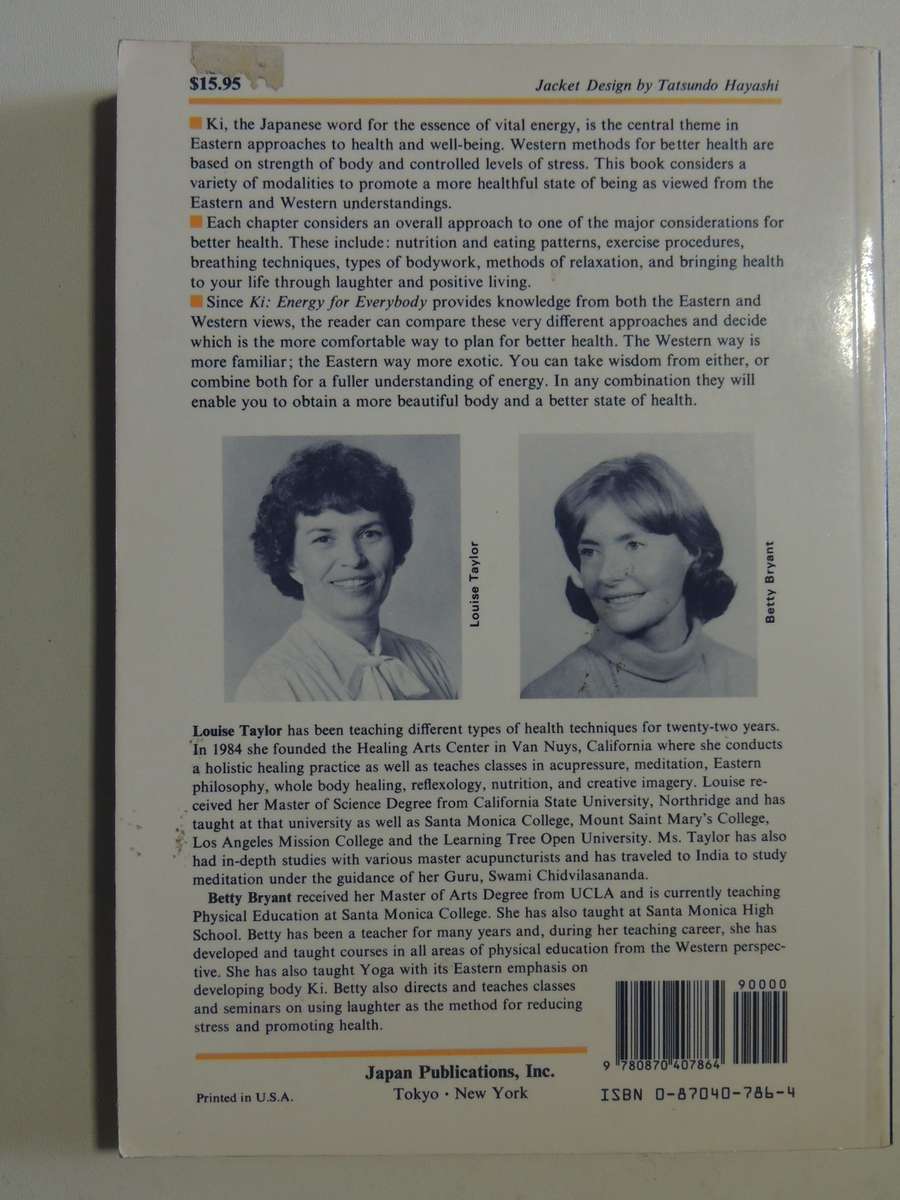 $15.95
Jacket Design by Tatsundo Hayashi
Ki, the Japanese word for the essence of vital energy, is the central theme in
Eastern approaches to health and well-being. Western methods for better health are
based on strength of body and controlled levels of stress. This book considers a
variety of modalities to promote a more healthful state of being as viewed from the
Eastern and Western understandings.
Each chapter considers an overall approach to one of the major considerations for
better health. These include: nutrition and eating patterns, exercise procedures,
breathing techniques, types of bodywork, methods of relaxation, and bringing health
to your life through laughter and positive living.
Since Ki: Energy for Everybody provides knowledge from both the Eastern and
Western views, the reader can compare these very different approaches and decide
which is the more comfortable way to plan for better health. The Western way is
more familiar; the Eastern way more exotic. You can take wisdom from either, or
combine both for a fuller understanding of energy. In any combination they will
enable you to obtain a more beautiful body and a better state of health.
Louise Taylor
Betty Bryant
Louise Taylor has been teaching different types of health techniques for twenty-two years.
In 1984 she founded the Healing Arts Center in Van Nuys, California where she conducts
a holistic healing practice as well as teaches classes in acupressure, meditation, Eastern
philosophy, whole body healing, reflexology, nutrition, and creative imagery. Louise re-
ceived her Master of Science Degree from California State University, Northridge and has
taught at that university as well as Santa Monica College, Mount Saint Mary's College,
Los Angeles Mission College and the Learning Tree Open University. Ms. Taylor has also
had in-depth studies with various master acupuncturists and has traveled to India to study
meditation under the guidance of her Guru, Swami Chidvilasananda.
Betty Bryant received her Master of Arts Degree from UCLA and is currently teaching
Physical Education at Santa Monica College. She has also taught at Santa Monica High
School. Betty has been a teacher for many years and, during her teaching career, she has
developed and taught courses in all areas of physical education from the Western perspec-
tive. She has also taught Yoga with its Eastern emphasis on
developing body Ki. Betty also directs and teaches classes
and seminars on using laughter as the method for reducing
stress and promoting health.
90000
9 780870 407864
ISBN 0-87040-786-4
Japan Publications, Inc.
Tokyo · New York
Printed in U.S.A.